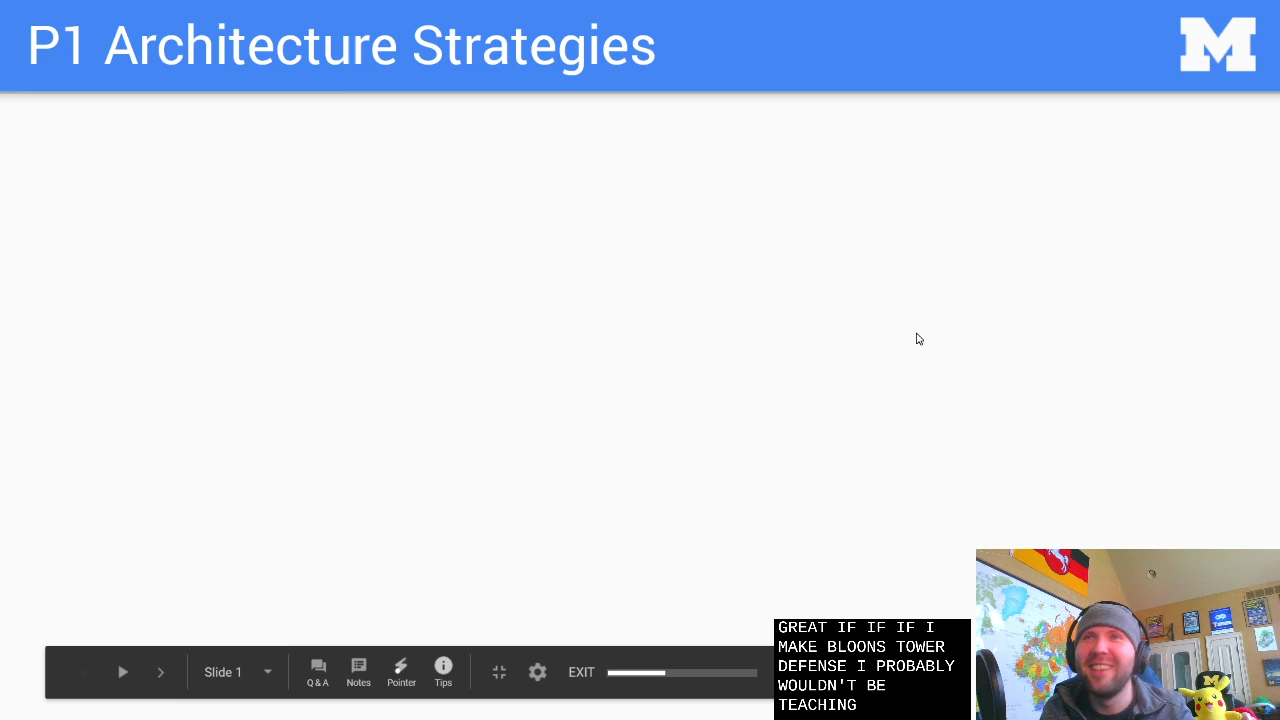 P1 Architecture Strategies
M
Slide 1
Q & A
Notes
Pointer
Tips
EXIT
GREAT IF IF IF I
MAKE BLOONS TOWER
DEFENSE I PROBABLY
WOULDN'T BE
TEACHING
M